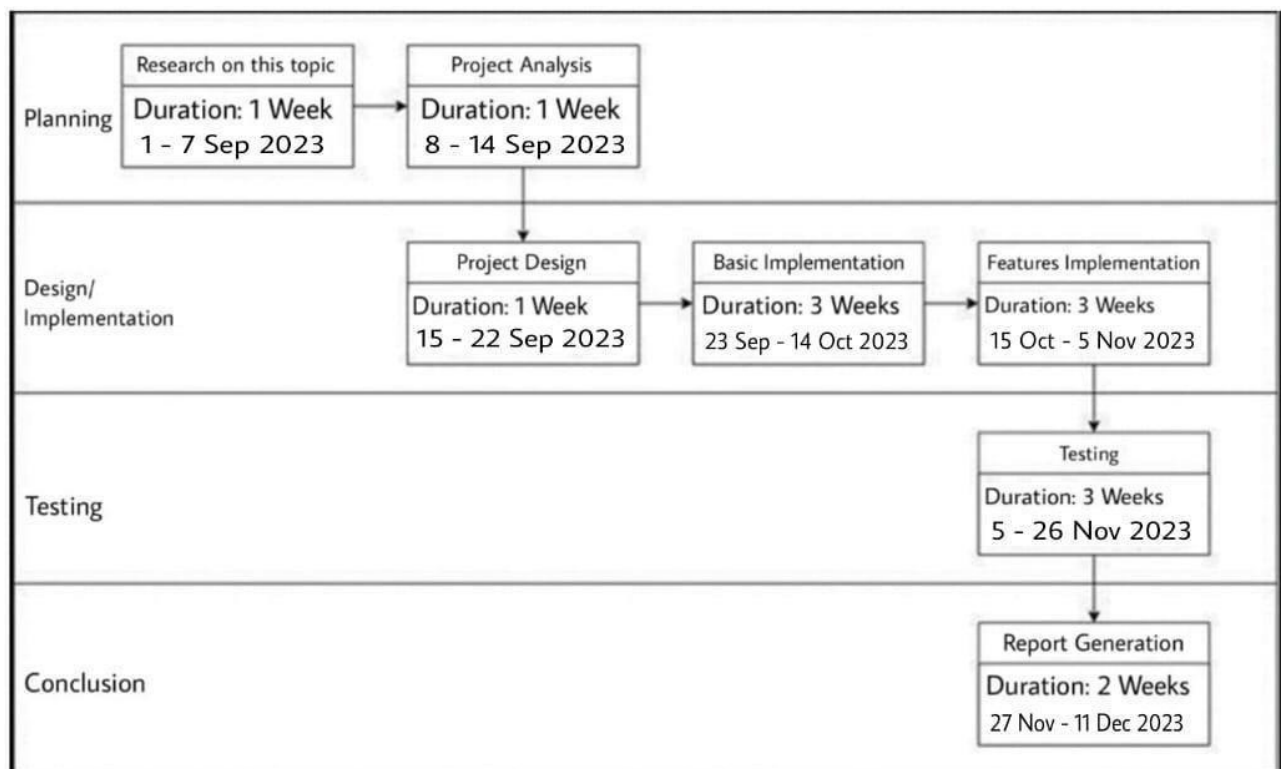 Planning
Research on this topic
Duration: 1 Week
1 - 7 Sep 2023
Project Analysis
Duration: 1 Week
8 - 14 Sep 2023
Design/
Implementation
Project Design
Duration: 1 Week
15 - 22 Sep 2023
Basic Implementation
Duration: 3 Weeks
23 Sep - 14 Oct 2023
Features Implementation
Duration: 3 Weeks
15 Oct - 5 Nov 2023
Testing
Testing
Duration: 3 Weeks
5 - 26 Nov 2023
Conclusion
Report Generation
Duration: 2 Weeks
27 Nov - 11 Dec 2023